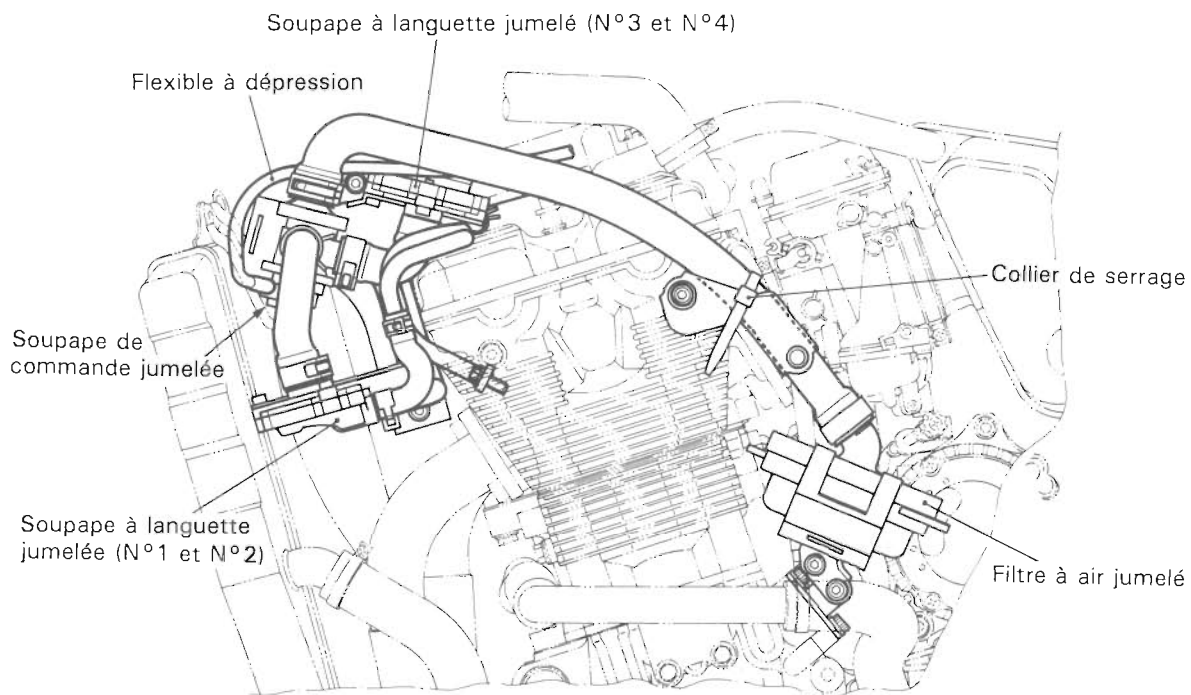 Soupape à languette jumelé (N°3 et N°4)
Flexible à dépression
Collier de serrage
Soupape de
commande jumelée
Soupape à languette
jumelée (N°1 et N°2)
Filtre à air jumelé